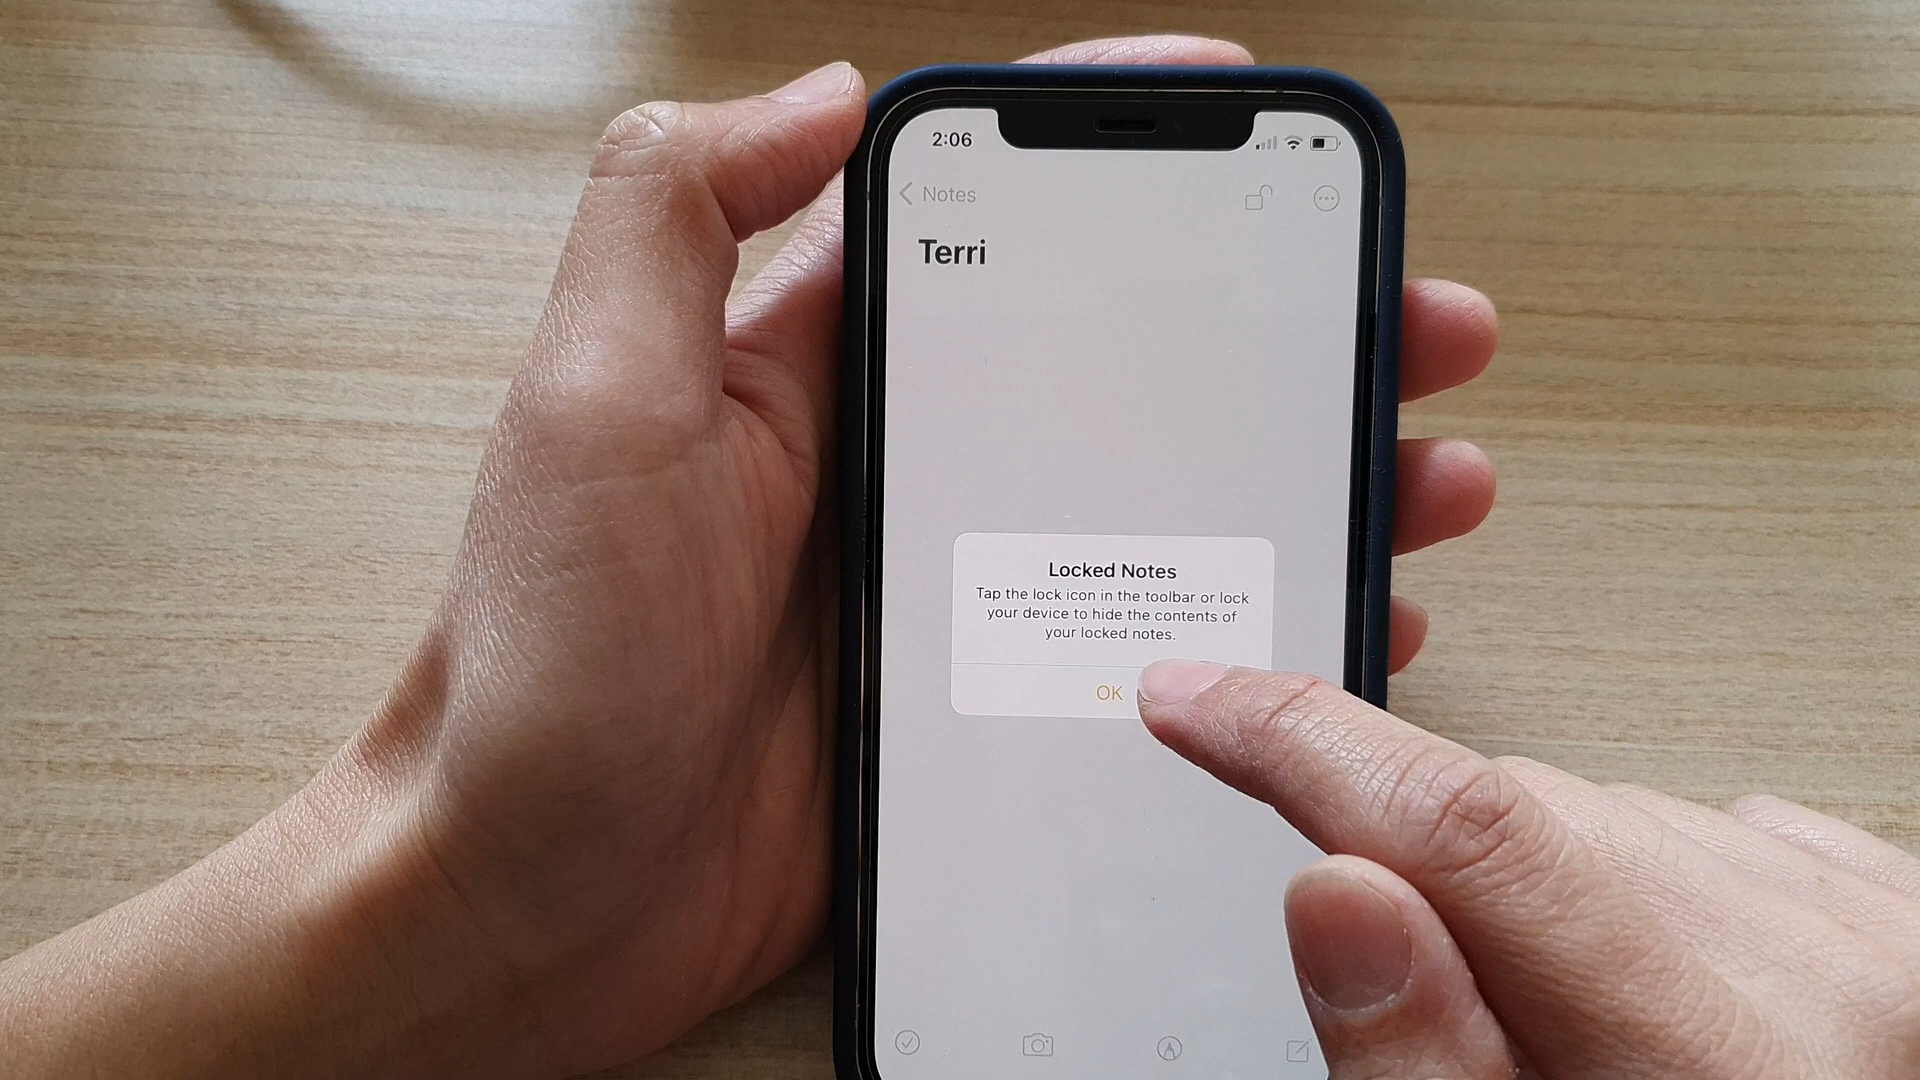 2:06
Notes
Terri
Locked Notes
Tap the lock icon in the toolbar or lock
your device to hide the contents of
your locked notes.
OK